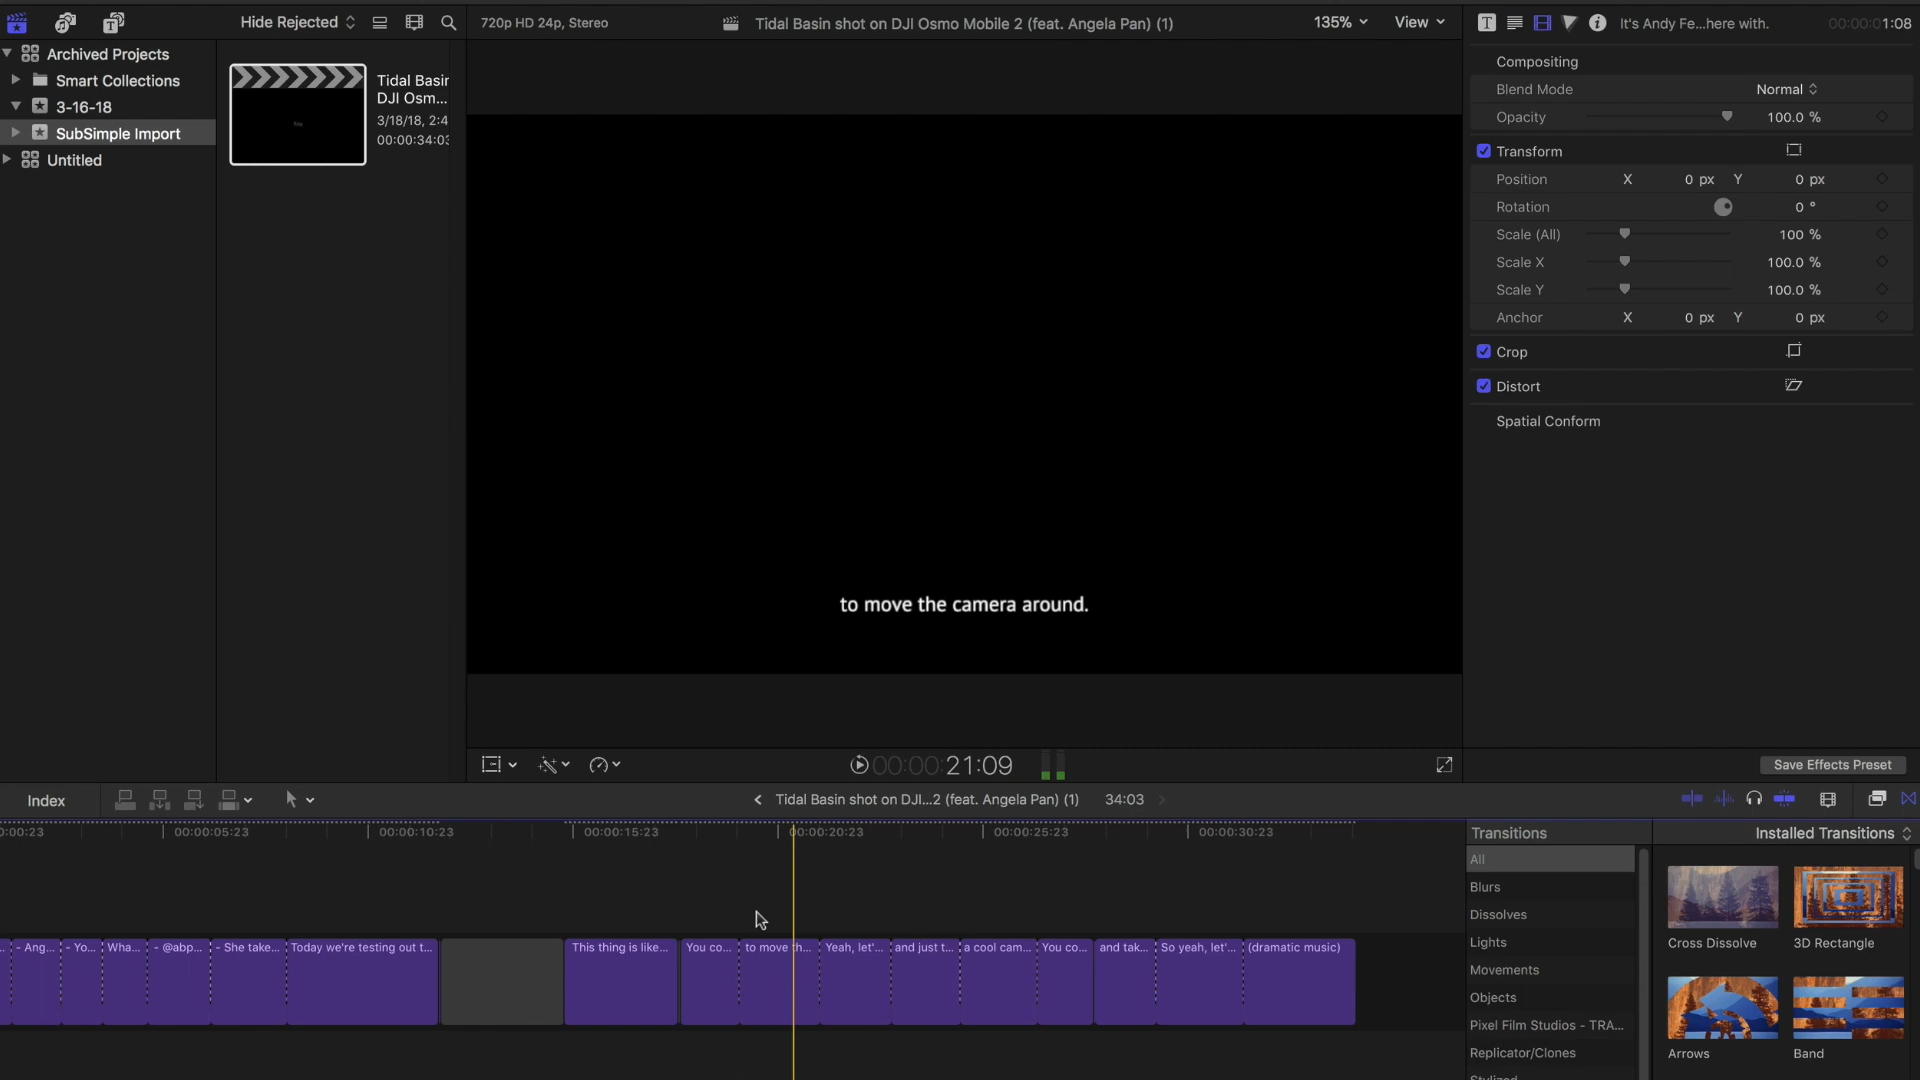 Hide Rejected
720p HD 24p, Stereo
Tidal Basin shot on DJI Osmo Mobile 2 (feat. Angela Pan) (1)
135%
View
It's Andy Fe...here with.
00:00:01:08
Archived Projects
Smart Collections
3-16-18
SubSimple Import
Untitled
Tidal Basin
DJI Osm...
3/18/18, 2:4
00:00:34:03
Compositing
Blend Mode
Normal
Opacity
100.0 %
Transform
Position
X 0 px Y 0 px
Rotation
0 °
Scale (All)
100 %
Scale X
100.0 %
Scale Y
100.0 %
Anchor
X 0 px Y 0 px
Crop
Distort
Spatial Conform
to move the camera around.
00:00:21:09
Save Effects Preset
Index
Tidal Basin shot on DJI...2 (feat. Angela Pan) (1)
34:03
0:00:23
00:00:05:23
00:00:10:23
00:00:15:23
00:00:20:23
00:00:25:23
00:00:30:23
- Ang...
- Yo...
Wha...
- @abp...
- She take...
Today we're testing out t...
This thing is like...
You co...
to move th...
Yeah, let'...
and just t...
a cool cam...
You co...
and tak...
So yeah, let'...
(dramatic music)
Transitions
Installed Transitions
All
Blurs
Dissolves
Lights
Movements
Objects
Pixel Film Studios - TRA...
Replicator/Clones
Stylized
Cross Dissolve
3D Rectangle
Arrows
Band